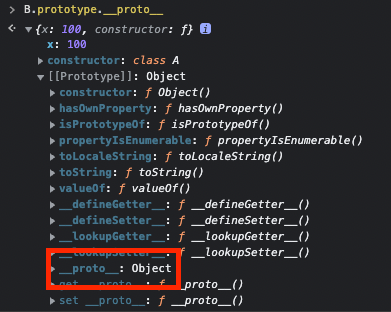 > B.prototype.__proto__
{x: 100, constructor: ƒ} i
x: 100
constructor: class A
[[Prototype]]: Object
constructor: ƒ Object()
hasOwnProperty: ƒ hasOwnProperty()
isPrototypeOf: ƒ isPrototypeOf()
propertyIsEnumerable: ƒ propertyIsEnumerable()
toLocaleString: ƒ toLocaleString()
toString: ƒ toString()
valueOf: ƒ valueOf()
__defineGetter__: ƒ __defineGetter__()
__defineSetter__: ƒ __defineSetter__()
__lookupGetter__: ƒ __lookupGetter__()
__lookupSetter__: ƒ __lookupSetter__()
__proto__: Object
get __proto__: ƒ __proto__()
set __proto__: ƒ __proto__()